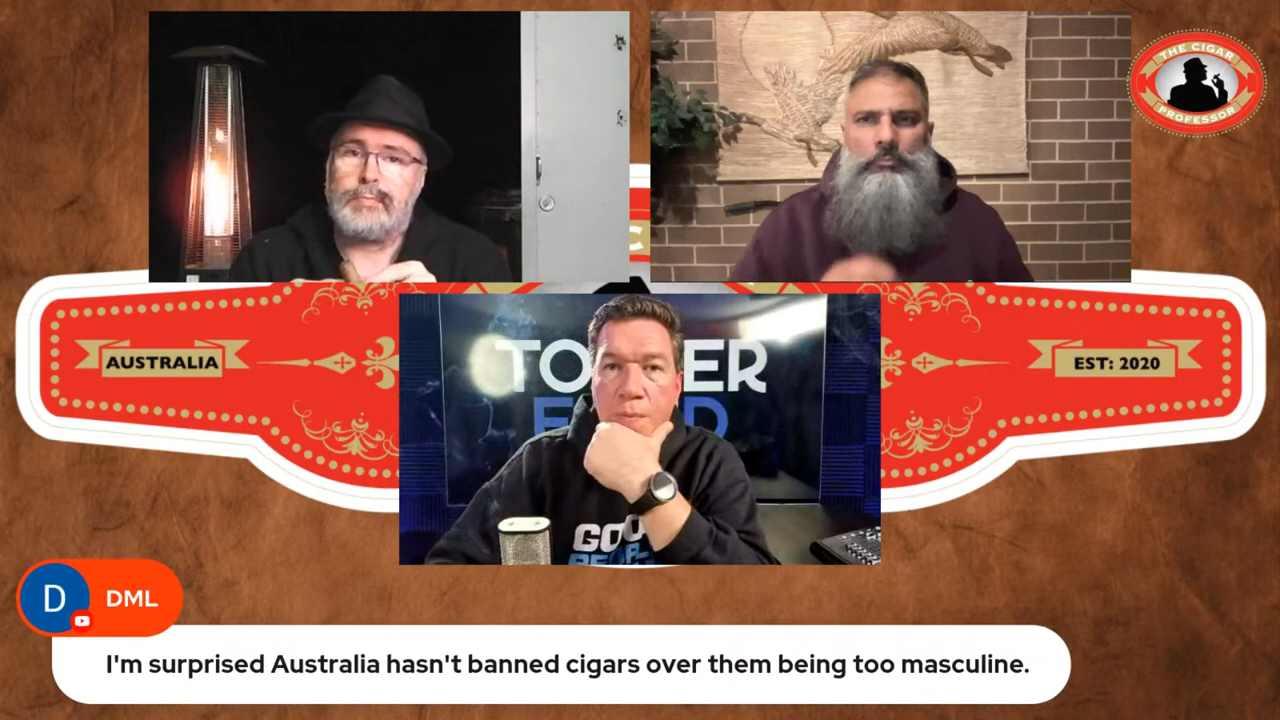 THE CIGAR
PROFESSOR
C
AUSTRALIA
EST: 2020
DML
D
I'm surprised Australia hasn't banned cigars over them being too masculine.